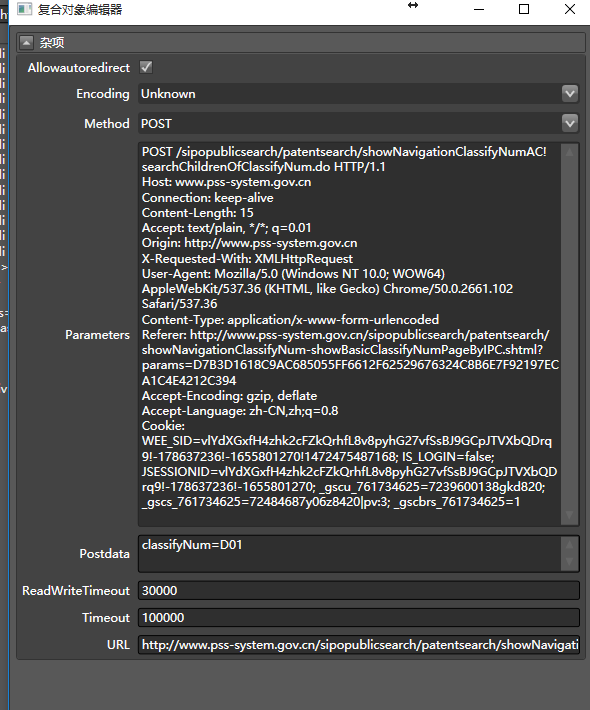 复合对象编辑器
杂项
Allowautoredirect
Encoding Unknown
Method POST
Parameters
POST /sipopublicsearch/patentsearch/showNavigationClassifyNumAC!
searchChildrenOfClassifyNum.do HTTP/1.1
Host: www.pss-system.gov.cn
Connection: keep-alive
Content-Length: 15
Accept: text/plain, */*; q=0.01
Origin: http://www.pss-system.gov.cn
X-Requested-With: XMLHttpRequest
User-Agent: Mozilla/5.0 (Windows NT 10.0; WOW64)
AppleWebKit/537.36 (KHTML, like Gecko) Chrome/50.0.2661.102
Safari/537.36
Content-Type: application/x-www-form-urlencoded
Referer: http://www.pss-system.gov.cn/sipopublicsearch/patentsearch/
showNavigationClassifyNum-showBasicClassifyNumPageByIPC.shtml?
params=D7B3D1618C9AC685055FF6612F62529676324C8B6E7F92197EC
A1C4E4212C394
Accept-Encoding: gzip, deflate
Accept-Language: zh-CN,zh;q=0.8
Cookie:
WEE_SID=vlYdXGxfH4zhk2cFZkQrhfL8v8pyhG27vfSsBJ9GCpJTVXbQDrq
9!-178637236!-1655801270!1472475487168; IS_LOGIN=false;
JSESSIONID=vlYdXGxfH4zhk2cFZkQrhfL8v8pyhG27vfSsBJ9GCpJTVXbQD
rq9!-178637236!-1655801270; _gscu_761734625=7239600138gkd820;
_gscs_761734625=72484687y06z8420|pv:3; _gscbrs_761734625=1
Postdata classifyNum=D01
ReadWriteTimeout 30000
Timeout 100000
URL http://www.pss-system.gov.cn/sipopublicsearch/patentsearch/showNavigati